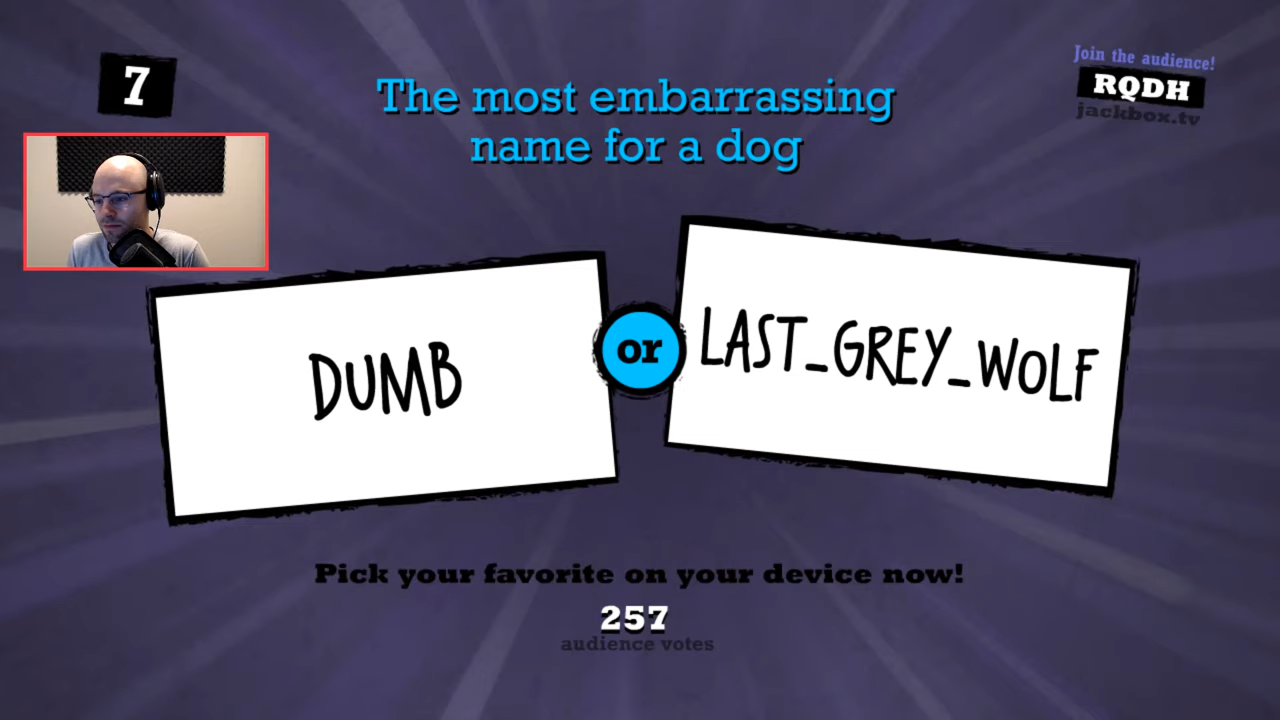 7
The most embarrassing
name for a dog
Join the audience!
RQDH
jackbox.tv
DUMB
or
LAST_GREY_WOLF
Pick your favorite on your device now!
257
audience votes